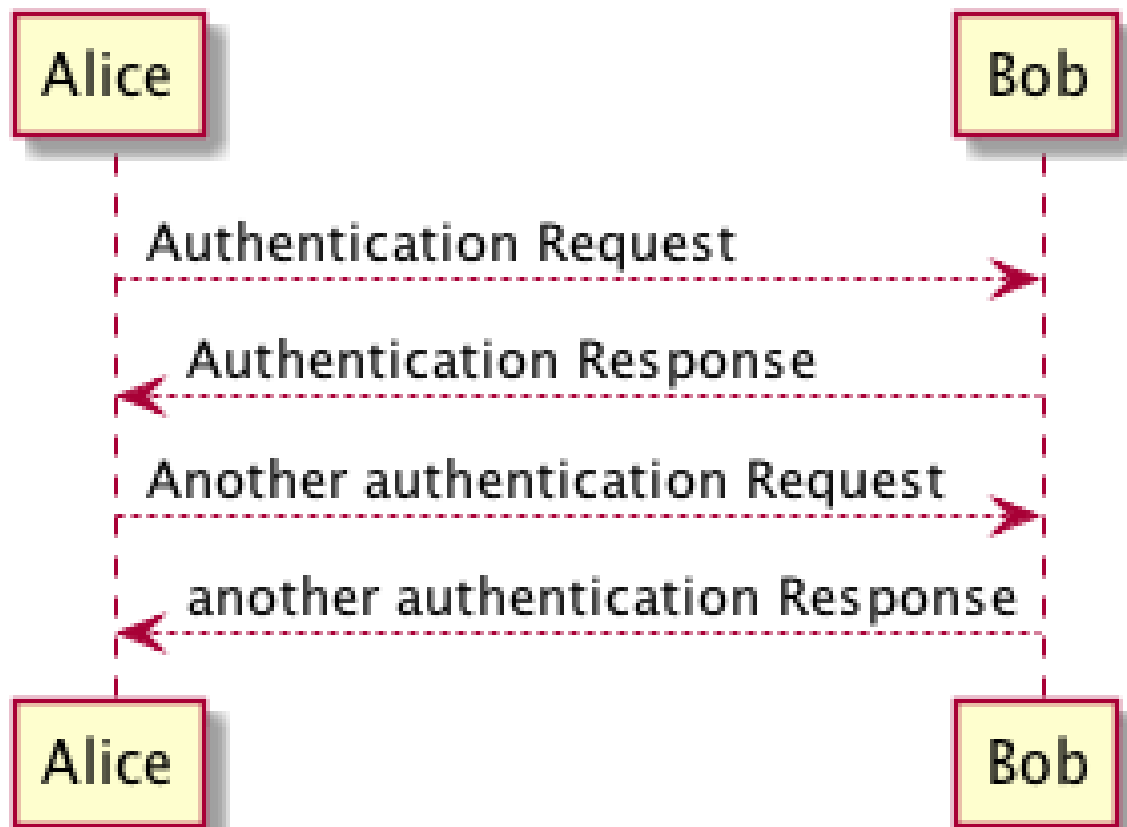 Alice Bob
Authentication Request
Authentication Response
Another authentication Request
another authentication Response
Alice Bob